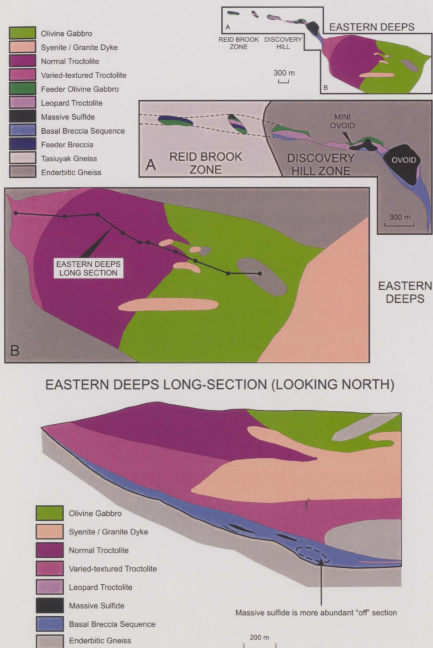 Olivine Gabbro
Syenite / Granite Dyke
Normal Troctolite
Varied-textured Troctolite
Feeder Olivine Gabbro
Leopard Troctolite
Massive Sulfide
Basal Breccia Sequence
Feeder Breccia
Tasiuyak Gneiss
Enderbitic Gneiss
A
REID BROOK
ZONE
DISCOVERY
HILL
EASTERN DEEPS
300 m
B
A
REID BROOK
ZONE
DISCOVERY
HILL ZONE
MINI
OVOID
OVOID
300 m
EASTERN DEEPS
LONG SECTION
B
EASTERN
DEEPS
EASTERN DEEPS LONG-SECTION (LOOKING NORTH)
Olivine Gabbro
Syenite / Granite Dyke
Normal Troctolite
Varied-textured Troctolite
Leopard Troctolite
Massive Sulfide
Basal Breccia Sequence
Enderbitic Gneiss
Massive sulfide is more abundant "off" section
200 m